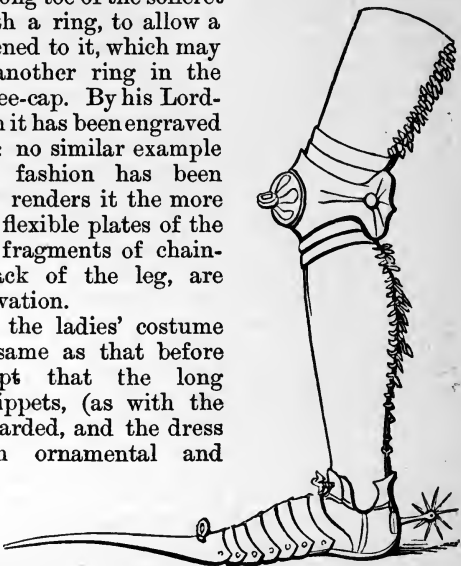 ong toe of the solleret
th a ring, to allow a
ened to it, which may
another ring in the
ee-cap. By his Lord-
n it has been engraved
: no similar example
fashion has been
renders it the more
flexible plates of the
fragments of chain-
ack of the leg, are
vation.
the ladies' costume
same as that before
pt that the long
ippets, (as with the
arded, and the dress
n ornamental and